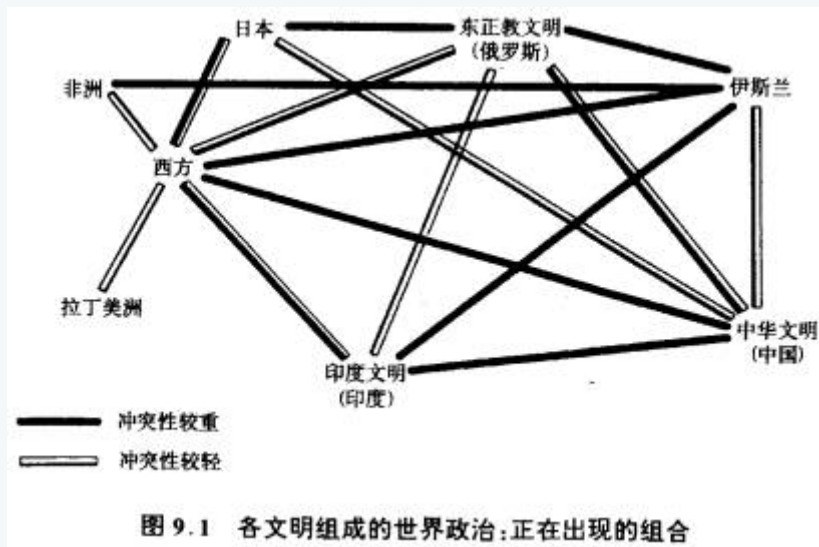 日本
东正教文明
(俄罗斯)
非洲
伊斯兰
西方
拉丁美洲
中华文明
(中国)
印度文明
(印度)
冲突性较重
冲突性较轻
图 9.1 各文明组成的世界政治:正在出现的组合